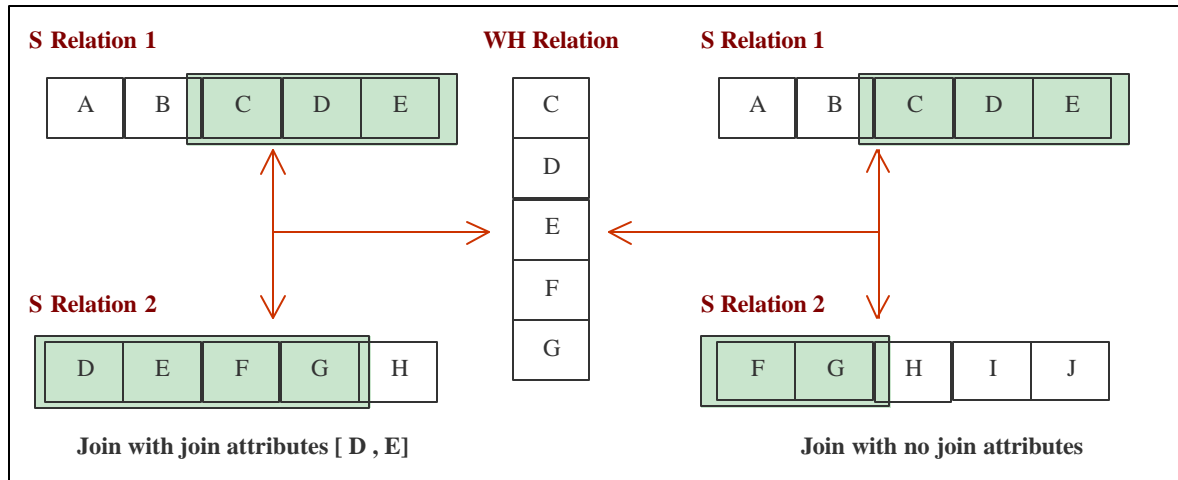 S Relation 1
WH Relation
S Relation 1
A B C D E
C
D
E
F
G
A B C D E
S Relation 2
S Relation 2
D E F G H
F G H I J
Join with join attributes [ D , E]
Join with no join attributes